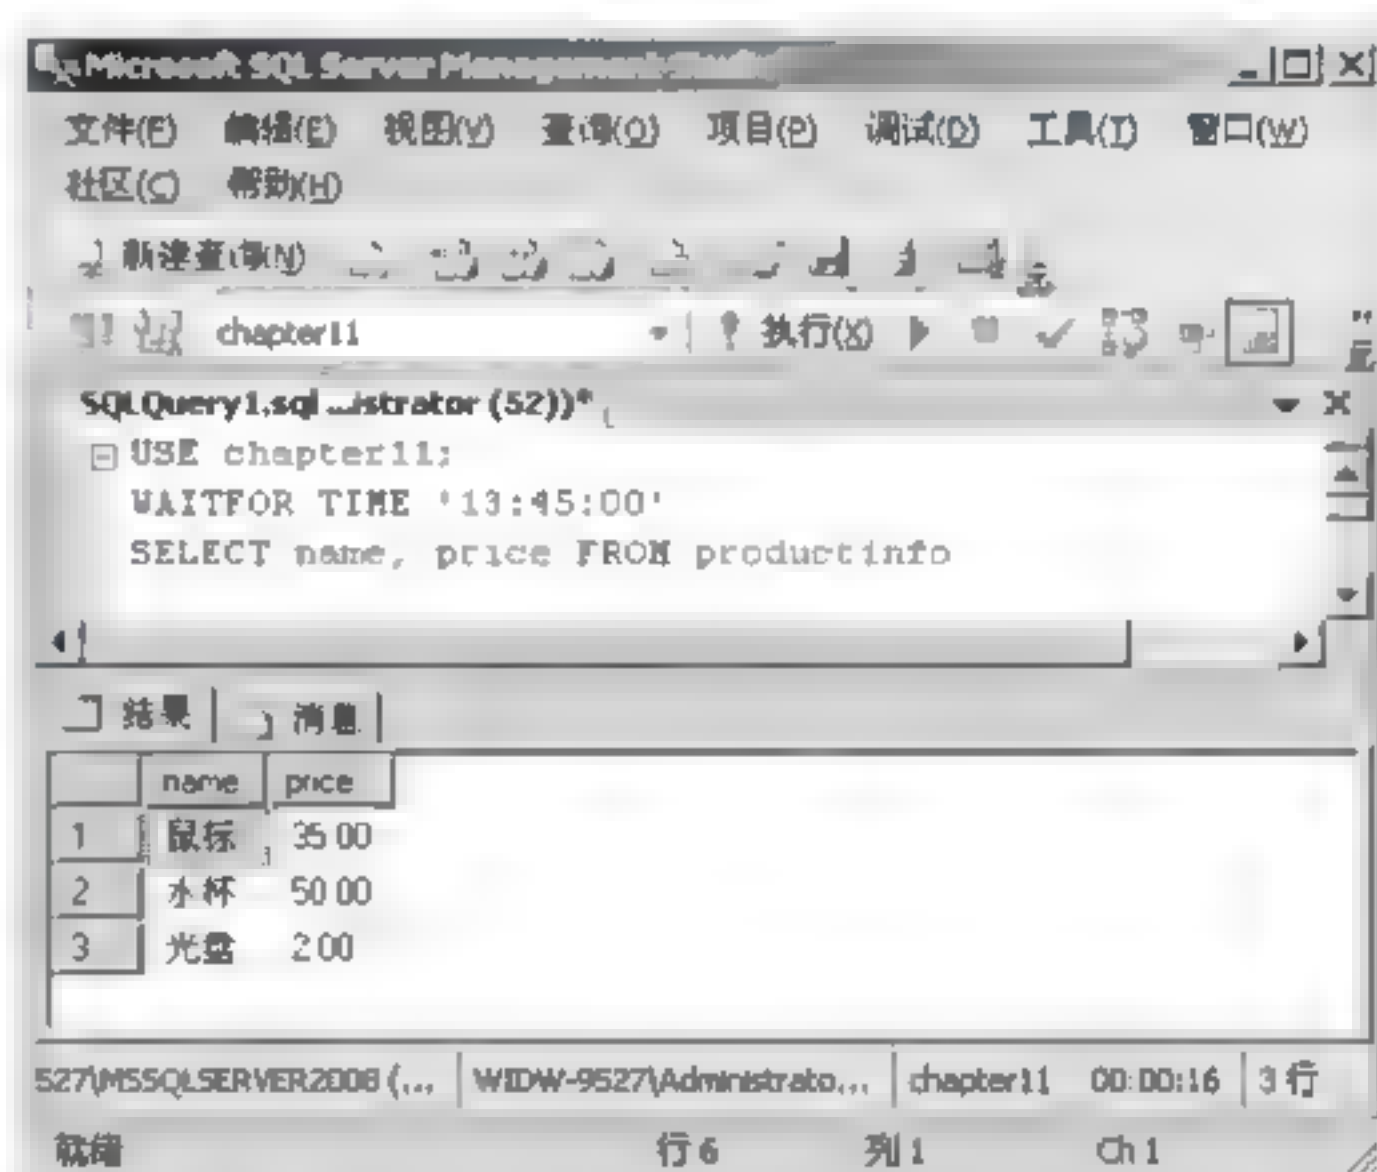 Microsoft SQL Server Management
文件(F) 编辑(E) 视图(V) 查询(Q) 项目(P) 调试(D) 工具(T) 窗口(W)
社区(C) 帮助(H)
新建查询(N)
chapter11 执行(X)
SQLQuery1.sql ...istrator (52))*
USE chapter11;
WAITFOR TIME '13:45:00'
SELECT name, price FROM productinfo
结果 消息
name price
1 鼠标 35.00
2 水杯 50.00
3 光盘 2.00
527\MSSQLSERVER2008 (... WIDW-9527\Administrato... chapter11 00:00:16 3 行
就绪 行 6 列 1 Ch 1